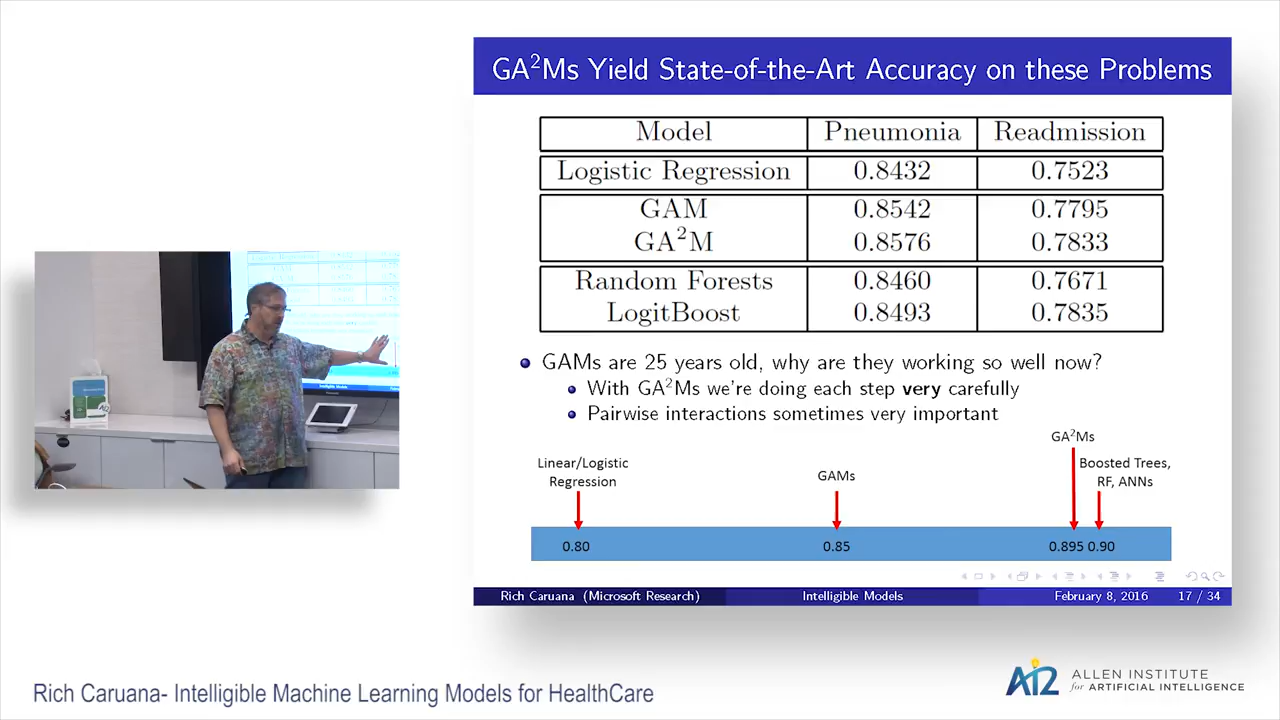 GA²Ms Yield State-of-the-Art Accuracy on these Problems
Model Pneumonia Readmission
Logistic Regression 0.8432 0.7523
GAM 0.8542 0.7795
GA²M 0.8576 0.7833
Random Forests 0.8460 0.7671
LogitBoost 0.8493 0.7835
GAMs are 25 years old, why are they working so well now?
With GA²Ms we're doing each step very carefully
Pairwise interactions sometimes very important
Linear/Logistic
Regression
GAMs
GA²Ms
Boosted Trees,
RF, ANNs
0.80 0.85 0.895 0.90
Rich Caruana (Microsoft Research) Intelligible Models February 8, 2016 17 / 34
Rich Caruana- Intelligible Machine Learning Models for HealthCare
AI2 ALLEN INSTITUTE
for ARTIFICIAL INTELLIGENCE